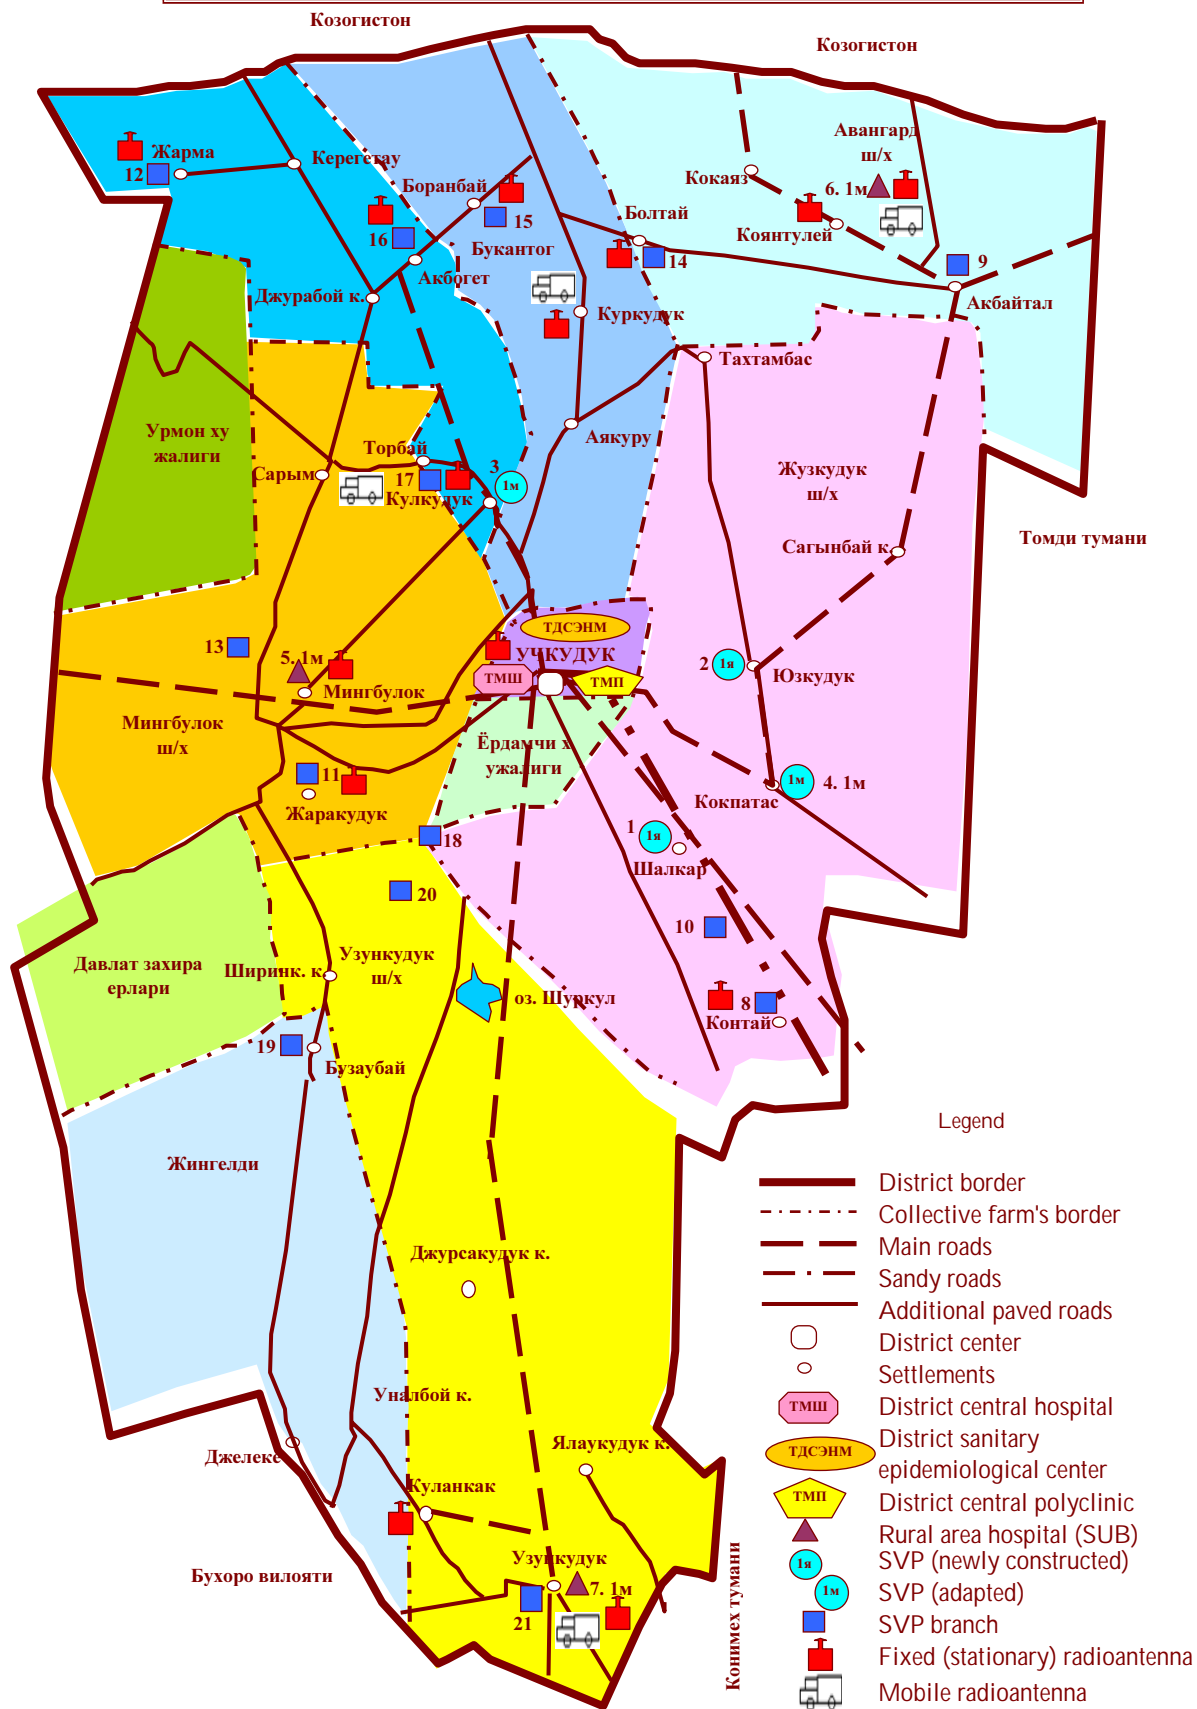 Козогистон
Козогистон
Авангард
ш/х
Жарма
12
Керегетау
Боранбай
15
Кокаяз
6. 1м
Коянтулей
16
Букантог
Болтай
14
9
Акбогет
Джурабой к.
Куркудук
Акбайтал
Тахтамбас
Урмон ху
жалиги
Аякуру
Торбай
3
1м
Сарым
17
Кулкудук
Жузкудук
ш/х
Сагынбай к.
Томди тумани
ТДСЭНМ
УЧКУДУК
13
5. 1м
Мингбулок
ТМШ
ТМП
2
1я
Юзкудук
Мингбулок
ш/х
Ёрдамчи х
ужалиги
11
Жаракудук
1м
4. 1м
Кокпатас
18
1
1я
Шалкар
20
10
Давлат захира
ерлари
Ширинк. к.
Узункудук
ш/х
оз. Шуркул
8
Контай
19
Бузаубай
Жингелди
Джурсакудук к.
Уналбой к.
Джелеке
Ялаукудук к.
Куланкак
Бухоро вилояти
Узункудук
7. 1м
21
Конимех тумани
Legend
District border
Collective farm's border
Main roads
Sandy roads
Additional paved roads
District center
Settlements
ТМШ
District central hospital
ТДСЭНМ
District sanitary
epidemiological center
ТМП
District central polyclinic
Rural area hospital (SUB)
1я
SVP (newly constructed)
1м
SVP (adapted)
SVP branch
Fixed (stationary) radioantenna
Mobile radioantenna